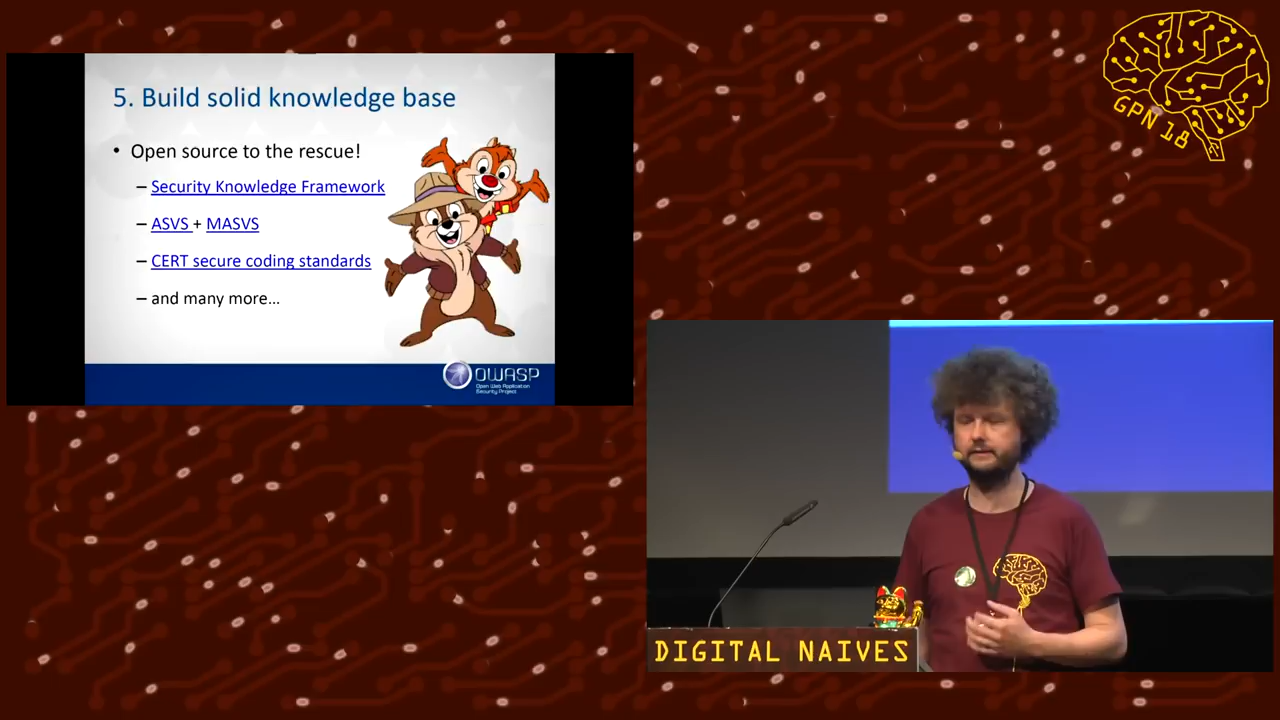 5. Build solid knowledge base
• Open source to the rescue!
– Security Knowledge Framework
– ASVS + MASVS
– CERT secure coding standards
– and many more...
OWASP
Open Web Application
Security Project
GPN 18
DIGITAL NAIVES